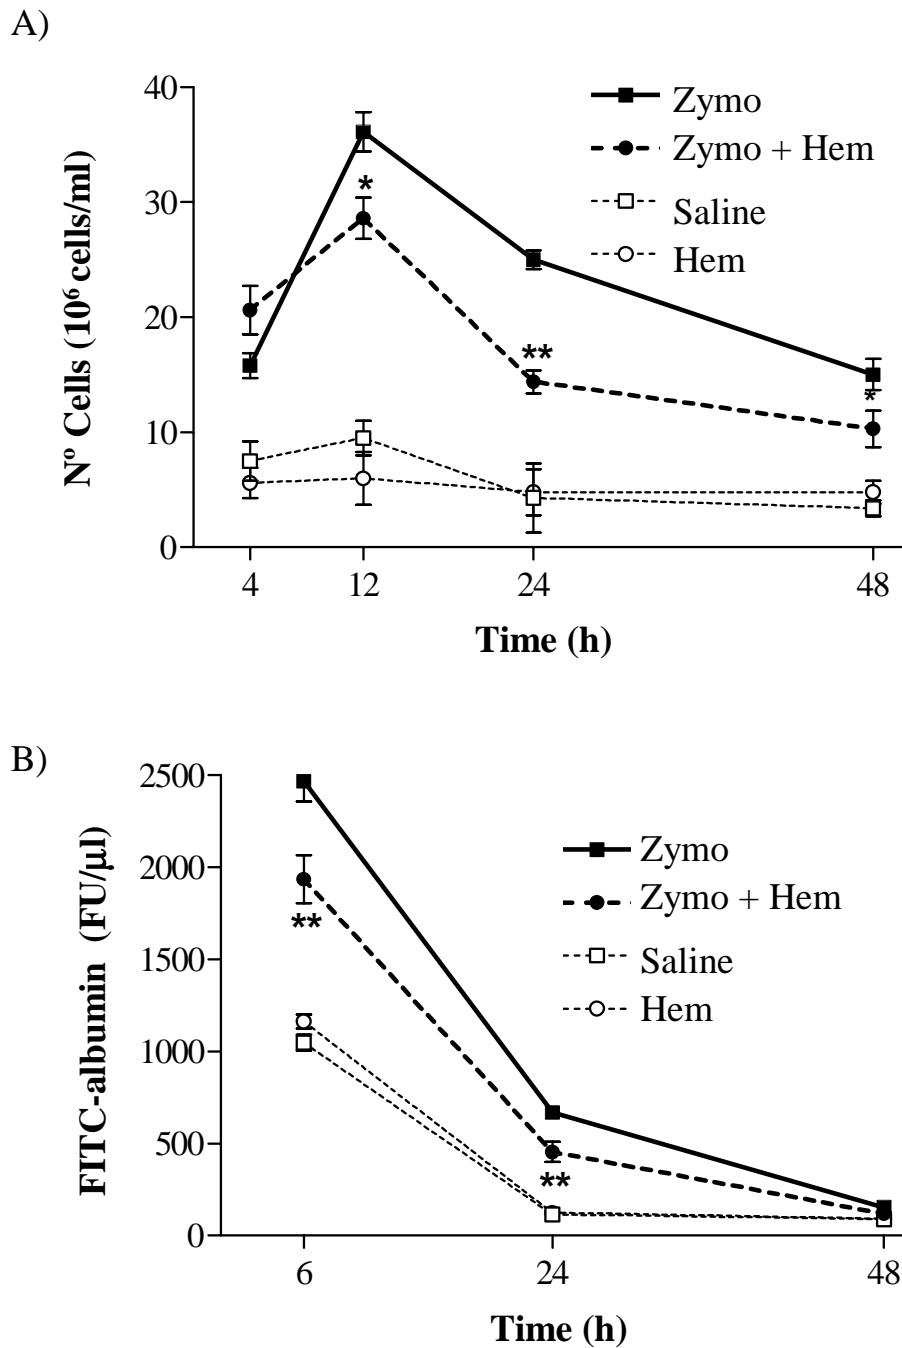 A)
Nº Cells (10⁶ cells/ml)
40
30
20
10
0
Zymo
Zymo + Hem
Saline
Hem
*
**
*
4 12 24 48
Time (h)
B)
FITC-albumin (FU/µl)
2500
2000
1500
1000
500
0
Zymo
Zymo + Hem
Saline
Hem
**
**
6 24 48
Time (h)